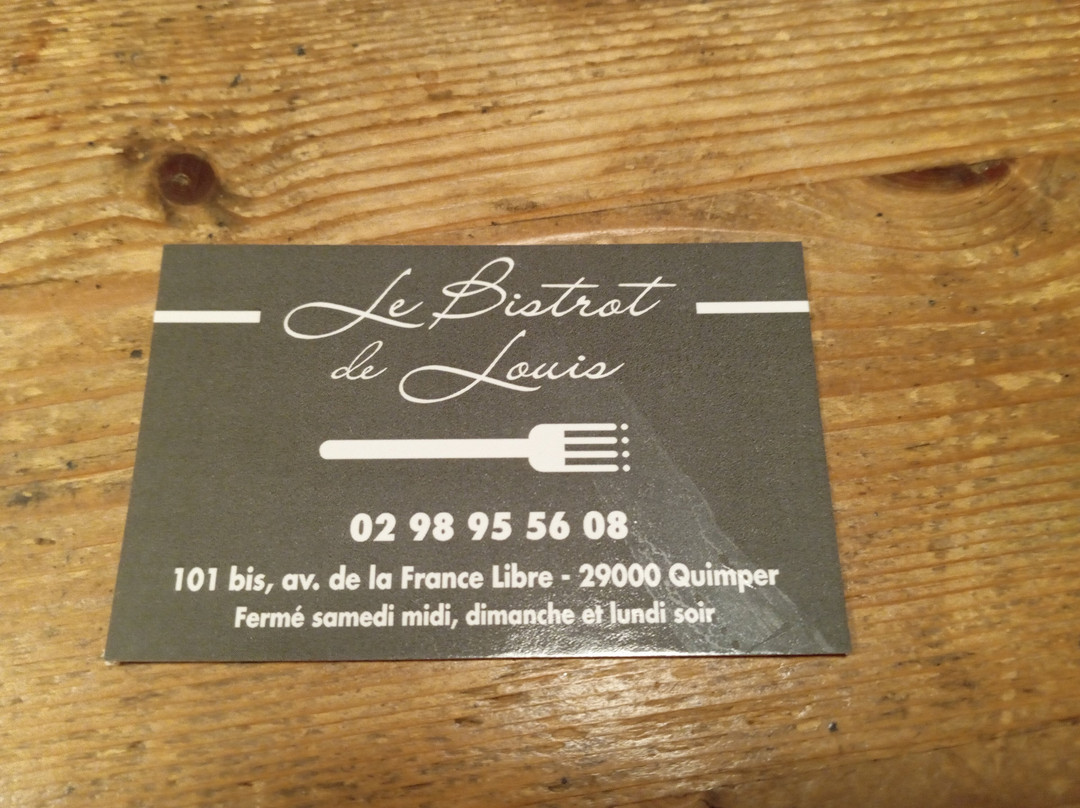 Le Bistrot
de Louis
02 98 95 56 08
101 bis, av. de la France Libre - 29000 Quimper
Fermé samedi midi, dimanche et lundi soir